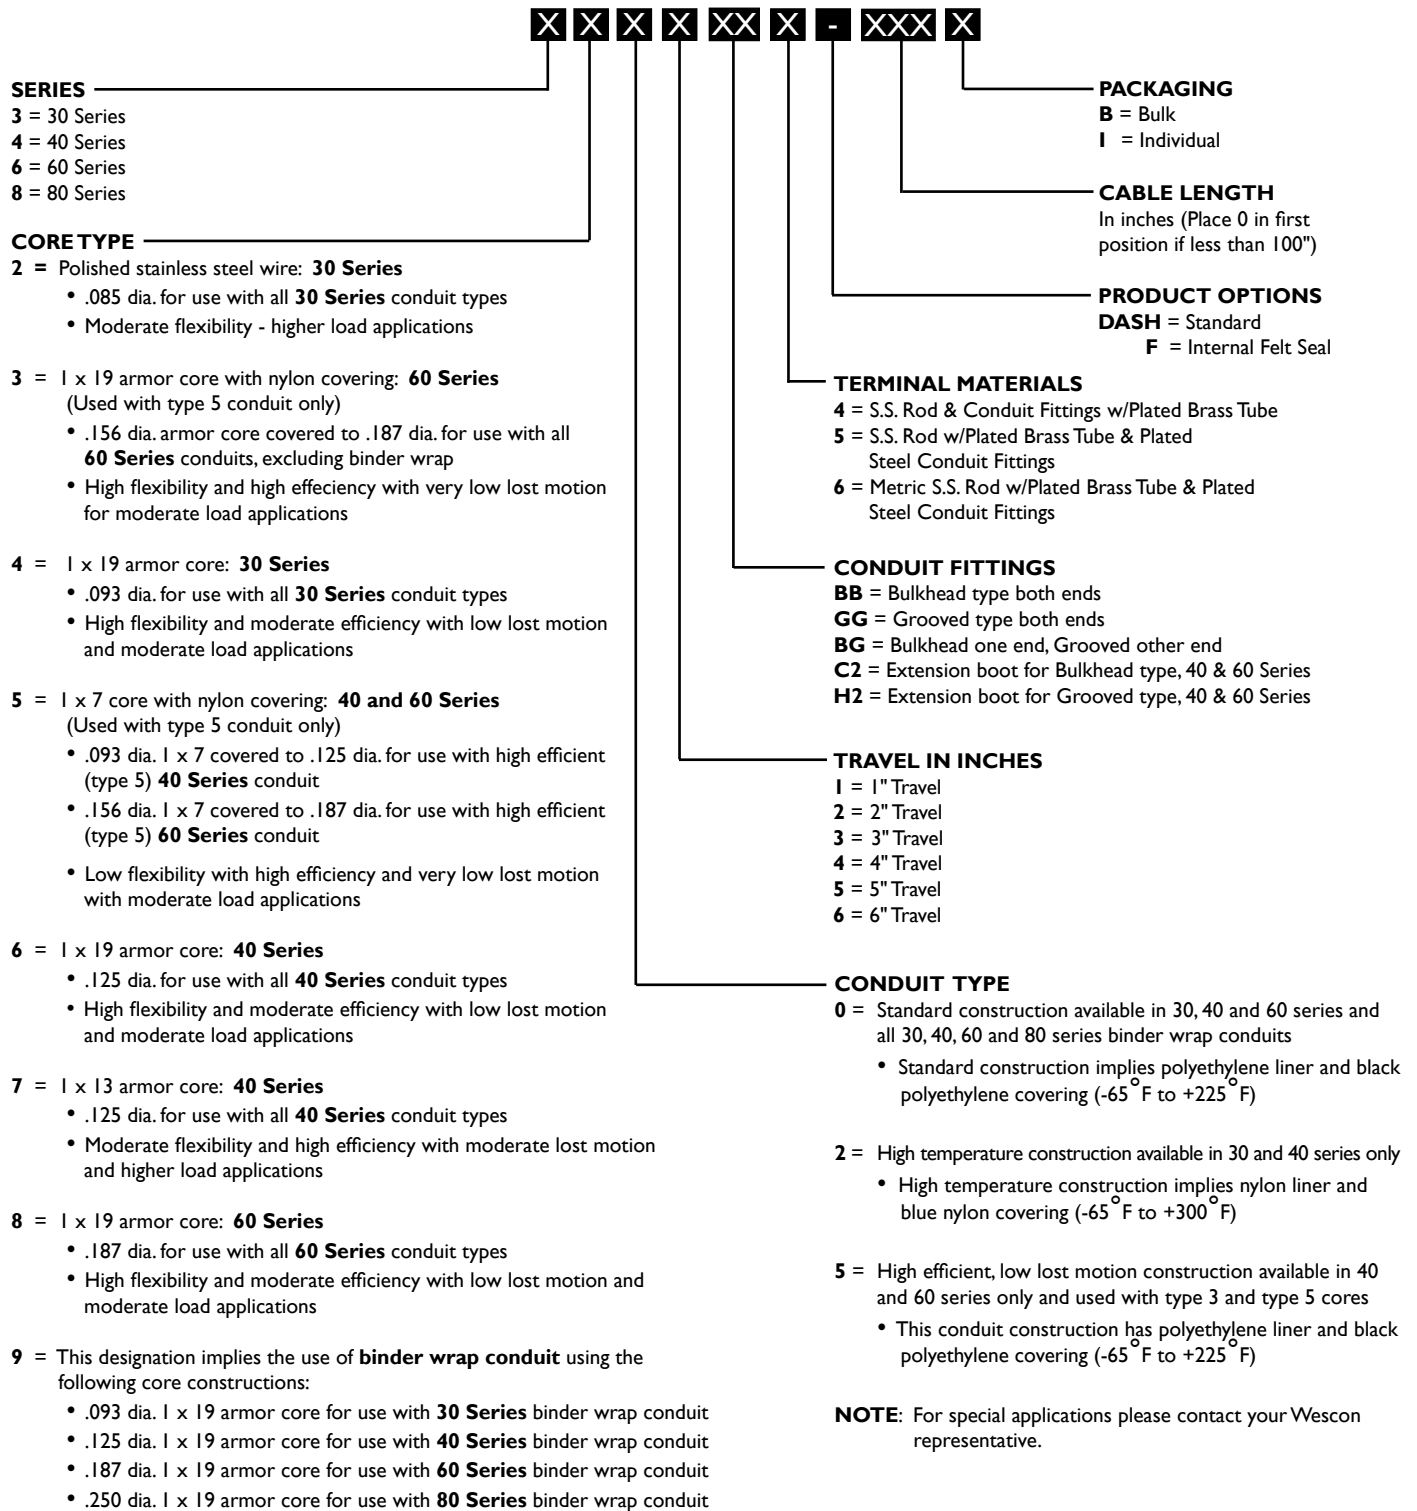 X X X X XX X - XXX X
SERIES
3 = 30 Series
4 = 40 Series
6 = 60 Series
8 = 80 Series
CORE TYPE
2 = Polished stainless steel wire: 30 Series
• .085 dia. for use with all 30 Series conduit types
• Moderate flexibility - higher load applications
3 = 1 x 19 armor core with nylon covering: 60 Series
(Used with type 5 conduit only)
• .156 dia. armor core covered to .187 dia. for use with all
60 Series conduits, excluding binder wrap
• High flexibility and high effeciency with very low lost motion
for moderate load applications
4 = 1 x 19 armor core: 30 Series
• .093 dia. for use with all 30 Series conduit types
• High flexibility and moderate efficiency with low lost motion
and moderate load applications
5 = 1 x 7 core with nylon covering: 40 and 60 Series
(Used with type 5 conduit only)
• .093 dia. 1 x 7 covered to .125 dia. for use with high efficient
(type 5) 40 Series conduit
• .156 dia. 1 x 7 covered to .187 dia. for use with high efficient
(type 5) 60 Series conduit
• Low flexibility with high efficiency and very low lost motion
with moderate load applications
6 = 1 x 19 armor core: 40 Series
• .125 dia. for use with all 40 Series conduit types
• High flexibility and moderate efficiency with low lost motion
and moderate load applications
7 = 1 x 13 armor core: 40 Series
• .125 dia. for use with all 40 Series conduit types
• Moderate flexibility and high efficiency with moderate lost motion
and higher load applications
8 = 1 x 19 armor core: 60 Series
• .187 dia. for use with all 60 Series conduit types
• High flexibility and moderate efficiency with low lost motion and
moderate load applications
9 = This designation implies the use of binder wrap conduit using the
following core constructions:
• .093 dia. 1 x 19 armor core for use with 30 Series binder wrap conduit
• .125 dia. 1 x 19 armor core for use with 40 Series binder wrap conduit
• .187 dia. 1 x 19 armor core for use with 60 Series binder wrap conduit
• .250 dia. 1 x 19 armor core for use with 80 Series binder wrap conduit
PACKAGING
B = Bulk
I = Individual
CABLE LENGTH
In inches (Place 0 in first
position if less than 100")
PRODUCT OPTIONS
DASH = Standard
F = Internal Felt Seal
TERMINAL MATERIALS
4 = S.S. Rod & Conduit Fittings w/Plated Brass Tube
5 = S.S. Rod w/Plated Brass Tube & Plated
Steel Conduit Fittings
6 = Metric S.S. Rod w/Plated Brass Tube & Plated
Steel Conduit Fittings
CONDUIT FITTINGS
BB = Bulkhead type both ends
GG = Grooved type both ends
BG = Bulkhead one end, Grooved other end
C2 = Extension boot for Bulkhead type, 40 & 60 Series
H2 = Extension boot for Grooved type, 40 & 60 Series
TRAVEL IN INCHES
1 = 1" Travel
2 = 2" Travel
3 = 3" Travel
4 = 4" Travel
5 = 5" Travel
6 = 6" Travel
CONDUIT TYPE
0 = Standard construction available in 30, 40 and 60 series and
all 30, 40, 60 and 80 series binder wrap conduits
• Standard construction implies polyethylene liner and black
polyethylene covering (-65°F to +225°F)
2 = High temperature construction available in 30 and 40 series only
• High temperature construction implies nylon liner and
blue nylon covering (-65°F to +300°F)
5 = High efficient, low lost motion construction available in 40
and 60 series only and used with type 3 and type 5 cores
• This conduit construction has polyethylene liner and black
polyethylene covering (-65°F to +225°F)
NOTE: For special applications please contact your Wescon
representative.